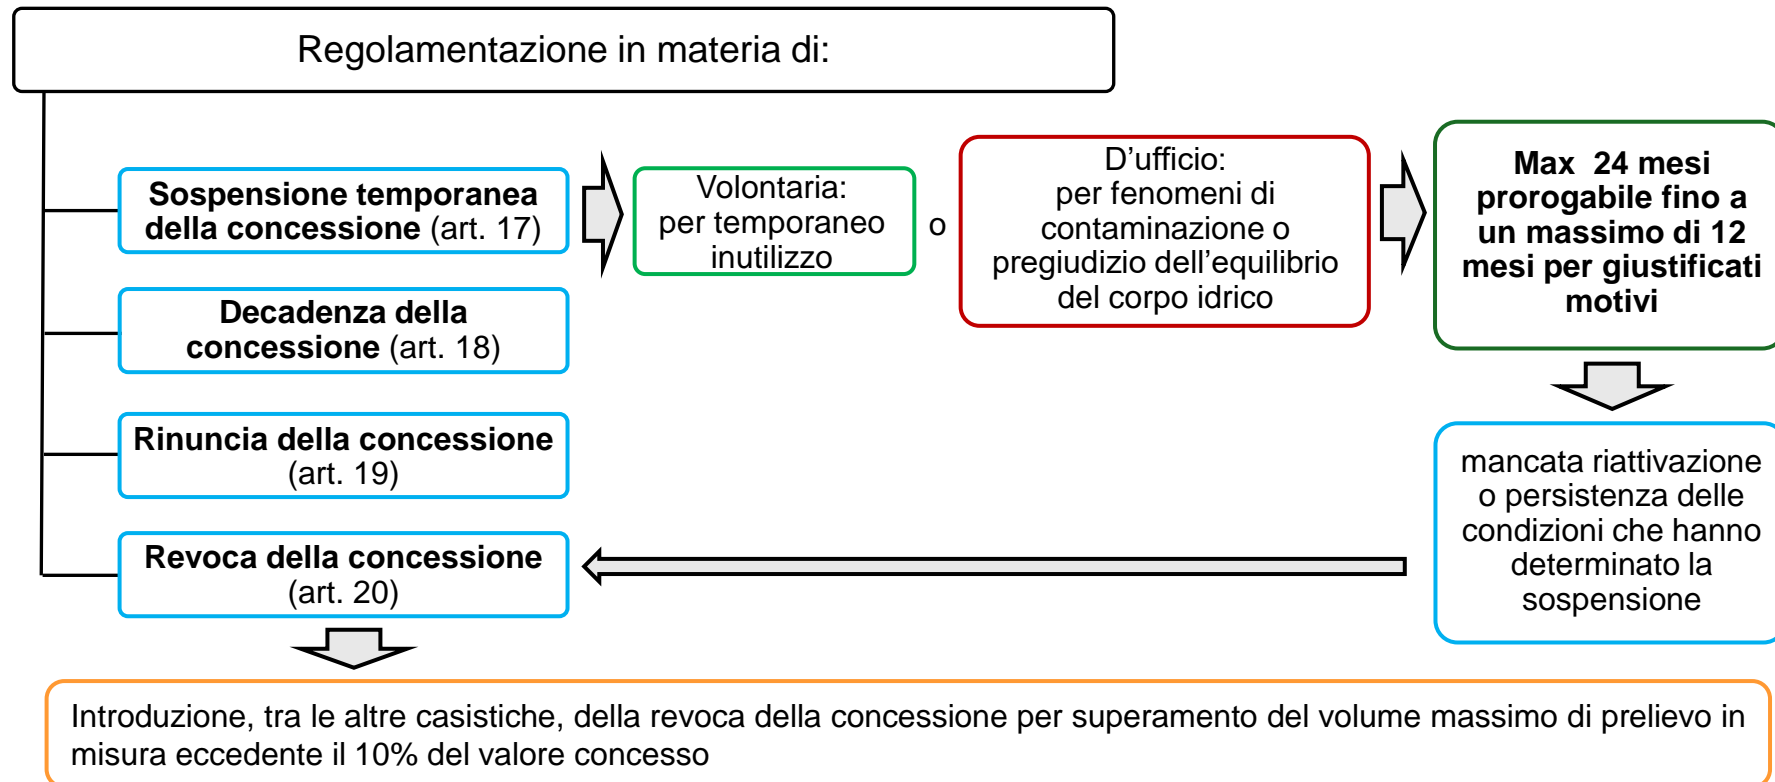 Regolamentazione in materia di:
Sospensione temporanea
della concessione (art. 17)
Volontaria:
per temporaneo
inutilizzo
o
D’ufficio:
per fenomeni di
contaminazione o
pregiudizio dell’equilibrio
del corpo idrico
Max  24 mesi
prorogabile fino a
un massimo di 12
mesi per giustificati
motivi
Decadenza della
concessione (art. 18)
Rinuncia della concessione
(art. 19)
Revoca della concessione
(art. 20)
mancata riattivazione
o persistenza delle
condizioni che hanno
determinato la
sospensione
Introduzione, tra le altre casistiche, della revoca della concessione per superamento del volume massimo di prelievo in
misura eccedente il 10% del valore concesso